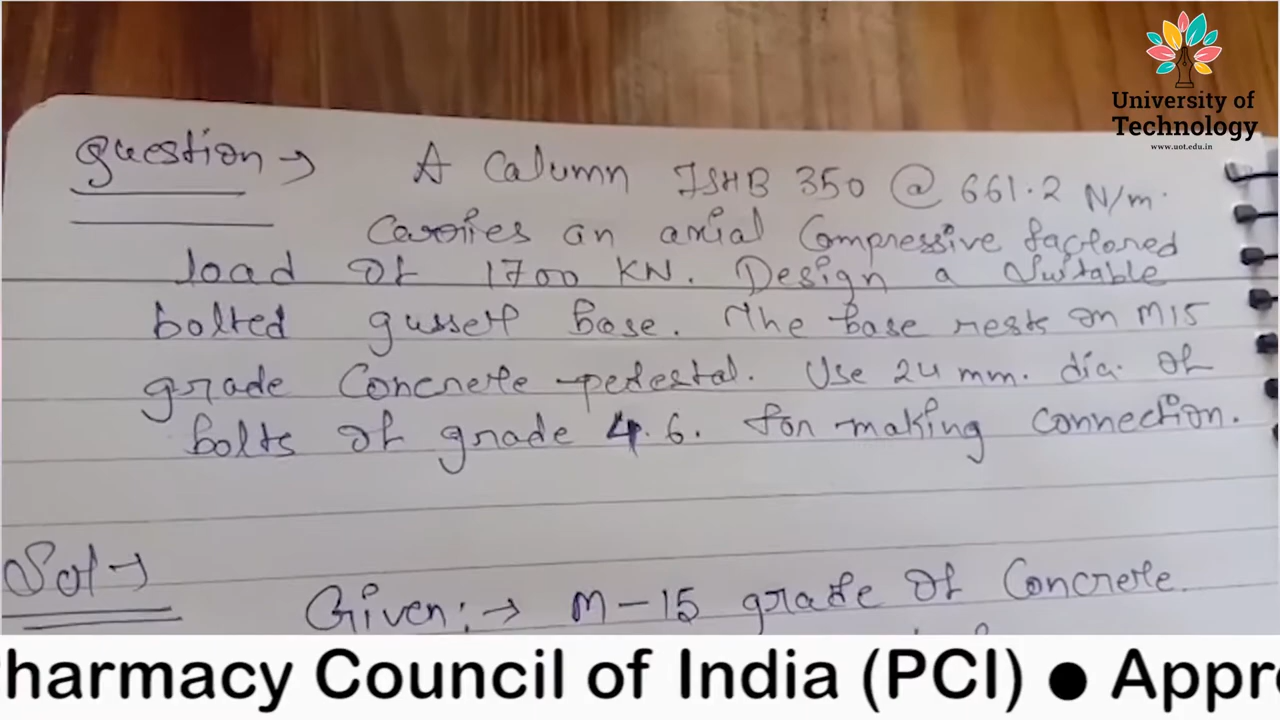 University of
Technology
www.uot.edu.in
Question → A Column ISHB 350 @ 661.2 N/m.
Carries an axial Compressive factored
load of 1700 KN. Design a Suitable
bolted gusset base. The base rests on M15
grade Concrete pedestal. Use 24 mm. dia. of
bolts of grade 4.6. for making connection.
Sol →
Given: → M-15 grade of Concrete.
Pharmacy Council of India (PCI) ● Appr